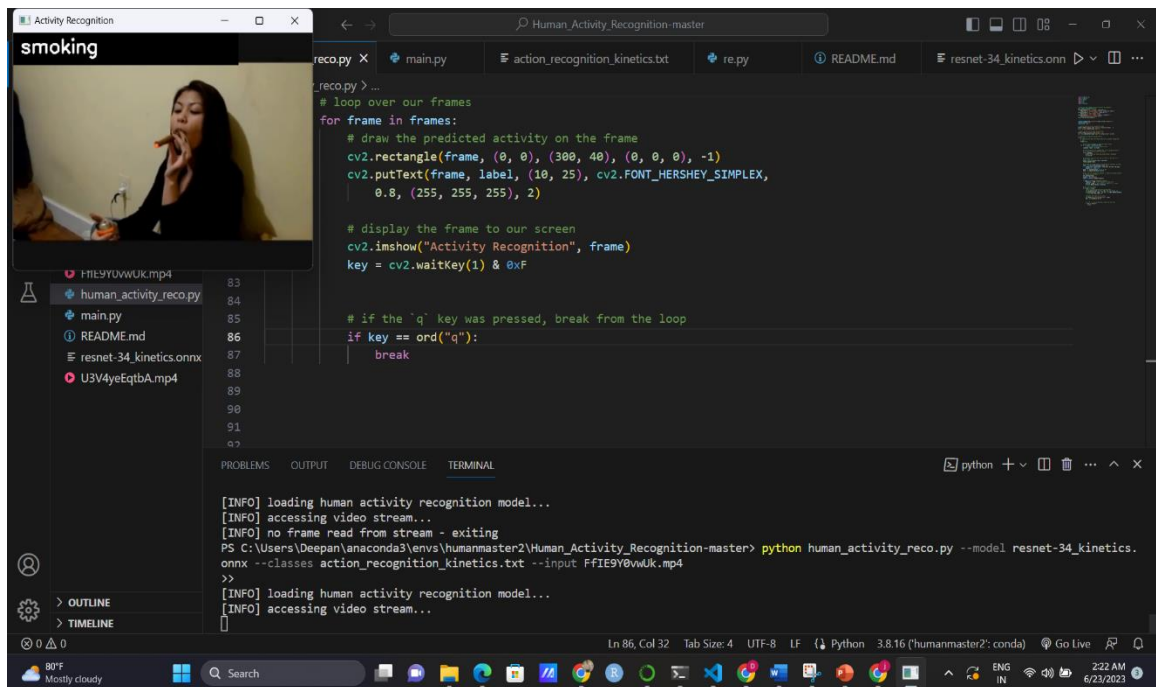 Activity Recognition
smoking
Human_Activity_Recognition-master
reco.py
main.py
action_recognition_kinetics.txt
re.py
README.md
resnet-34_kinetics.onn
_reco.py > ...
# loop over our frames
for frame in frames:
# draw the predicted activity on the frame
cv2.rectangle(frame, (0, 0), (300, 40), (0, 0, 0), -1)
cv2.putText(frame, label, (10, 25), cv2.FONT_HERSHEY_SIMPLEX,
0.8, (255, 255, 255), 2)
# display the frame to our screen
cv2.imshow("Activity Recognition", frame)
key = cv2.waitKey(1) & 0xF
83
84
85 # if the `q` key was pressed, break from the loop
86 if key == ord("q"):
87 break
88
89
90
91
92
FfIE9Y0vwUk.mp4
human_activity_reco.py
main.py
README.md
resnet-34_kinetics.onnx
U3V4yeEqtbA.mp4
PROBLEMS OUTPUT DEBUG CONSOLE TERMINAL
python
[INFO] loading human activity recognition model...
[INFO] accessing video stream...
[INFO] no frame read from stream - exiting
PS C:\Users\Deepan\anaconda3\envs\humanmaster2\Human_Activity_Recognition-master> python human_activity_reco.py --model resnet-34_kinetics.
onnx --classes action_recognition_kinetics.txt --input FfIE9Y0vwUk.mp4
>>
[INFO] loading human activity recognition model...
[INFO] accessing video stream...
> OUTLINE
> TIMELINE
0 0
Ln 86, Col 32 Tab Size: 4 UTF-8 LF Python 3.8.16 ('humanmaster2': conda) Go Live
80°F
Mostly cloudy
Search
ENG
IN
2:22 AM
6/23/2023